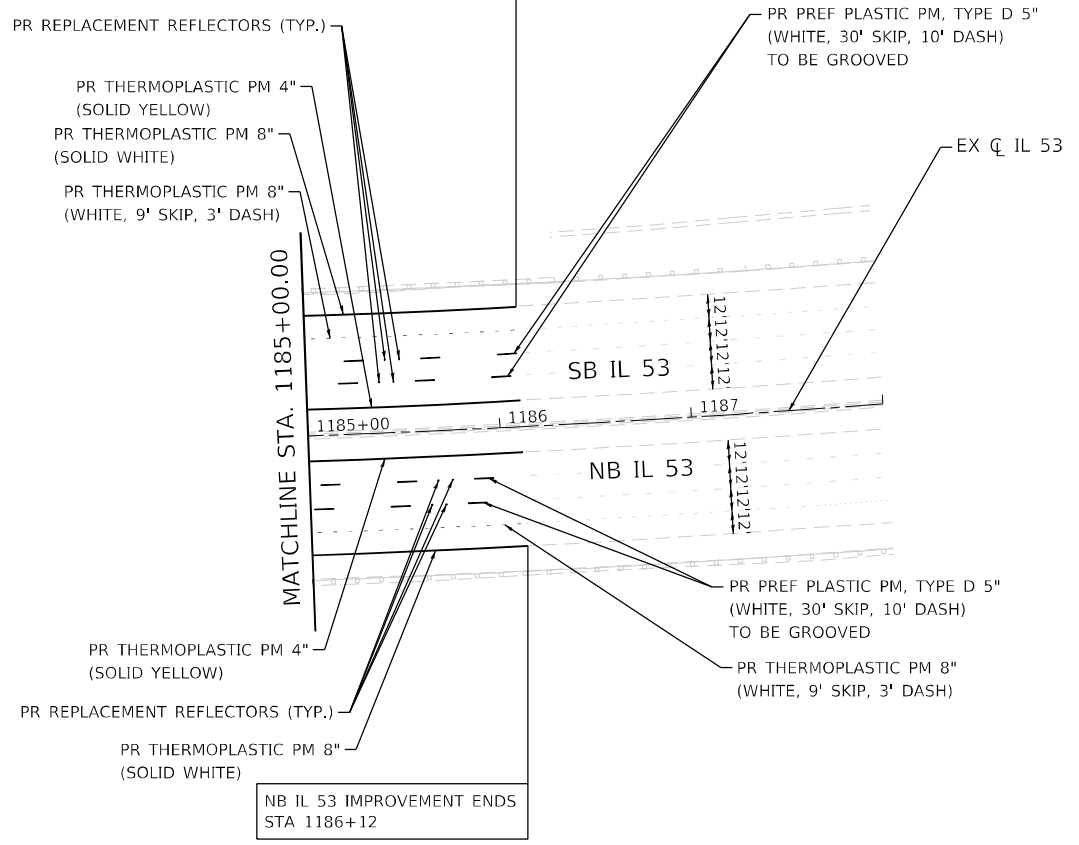 PR REPLACEMENT REFLECTORS (TYP.)
PR PREF PLASTIC PM, TYPE D 5"
(WHITE, 30' SKIP, 10' DASH)
TO BE GROOVED
PR THERMOPLASTIC PM 4"
(SOLID YELLOW)
PR THERMOPLASTIC PM 8"
(SOLID WHITE)
EX ℄ IL 53
PR THERMOPLASTIC PM 8"
(WHITE, 9' SKIP, 3' DASH)
MATCHLINE STA. 1185+00.00
12'12'12'12'
SB IL 53
1185+00
1186
1187
NB IL 53
12'12'12'12'
PR PREF PLASTIC PM, TYPE D 5"
(WHITE, 30' SKIP, 10' DASH)
TO BE GROOVED
PR THERMOPLASTIC PM 4"
(SOLID YELLOW)
PR THERMOPLASTIC PM 8"
(WHITE, 9' SKIP, 3' DASH)
PR REPLACEMENT REFLECTORS (TYP.)
PR THERMOPLASTIC PM 8"
(SOLID WHITE)
NB IL 53 IMPROVEMENT ENDS
STA 1186+12